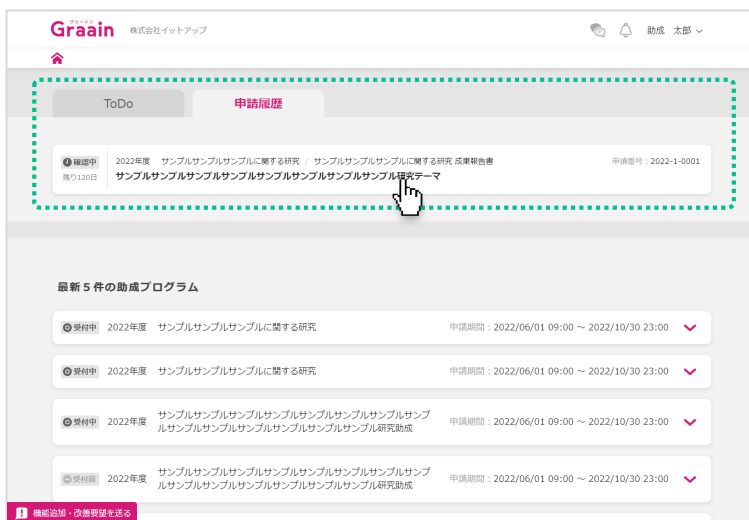 グラーイン
Graain 株式会社イットアップ 助成 太郎
ToDo 申請履歴
確認中 2022年度 サンプルサンプルサンプルに関する研究 / サンプルサンプルサンプルに関する研究 成果報告書 申請番号：2022-1-0001
残り120日 サンプルサンプルサンプルサンプルサンプルサンプルサンプルサンプル研究テーマ
最新５件の助成プログラム
受付中 2022年度 サンプルサンプルサンプルに関する研究 申請期間：2022/06/01 09:00 ～ 2022/10/30 23:00
受付中 2022年度 サンプルサンプルサンプルに関する研究 申請期間：2022/06/01 09:00 ～ 2022/10/30 23:00
受付中 2022年度 サンプルサンプルサンプルサンプルサンプルサンプルサンプルサンプ 申請期間：2022/06/01 09:00 ～ 2022/10/30 23:00
ルサンプルサンプルサンプルサンプルサンプルサンプル研究助成
受付前 2022年度 サンプルサンプルサンプルサンプルサンプルサンプルサンプルサンプ 申請期間：2022/06/01 09:00 ～ 2022/10/30 23:00
ルサンプルサンプルサンプルサンプルサンプルサンプル研究助成
機能追加・改善要望を送る